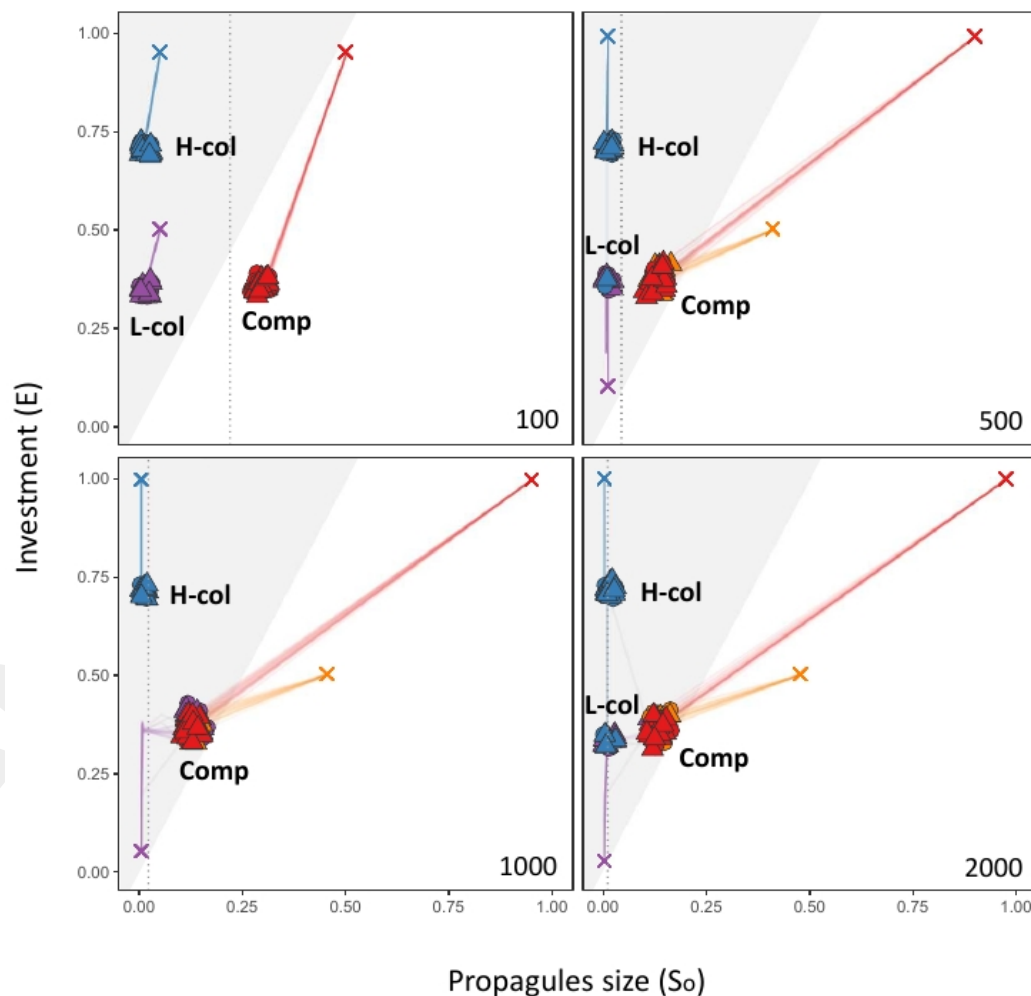 Investment (E)
1.00
0.75
0.50
0.25
0.00
H-col
L-col
Comp
100
H-col
L-col
Comp
500
1.00
0.75
0.50
0.25
0.00
H-col
Comp
1000
H-col
L-col
Comp
2000
0.00 0.25 0.50 0.75 1.00
0.00 0.25 0.50 0.75 1.00
Propagules size (S₀)